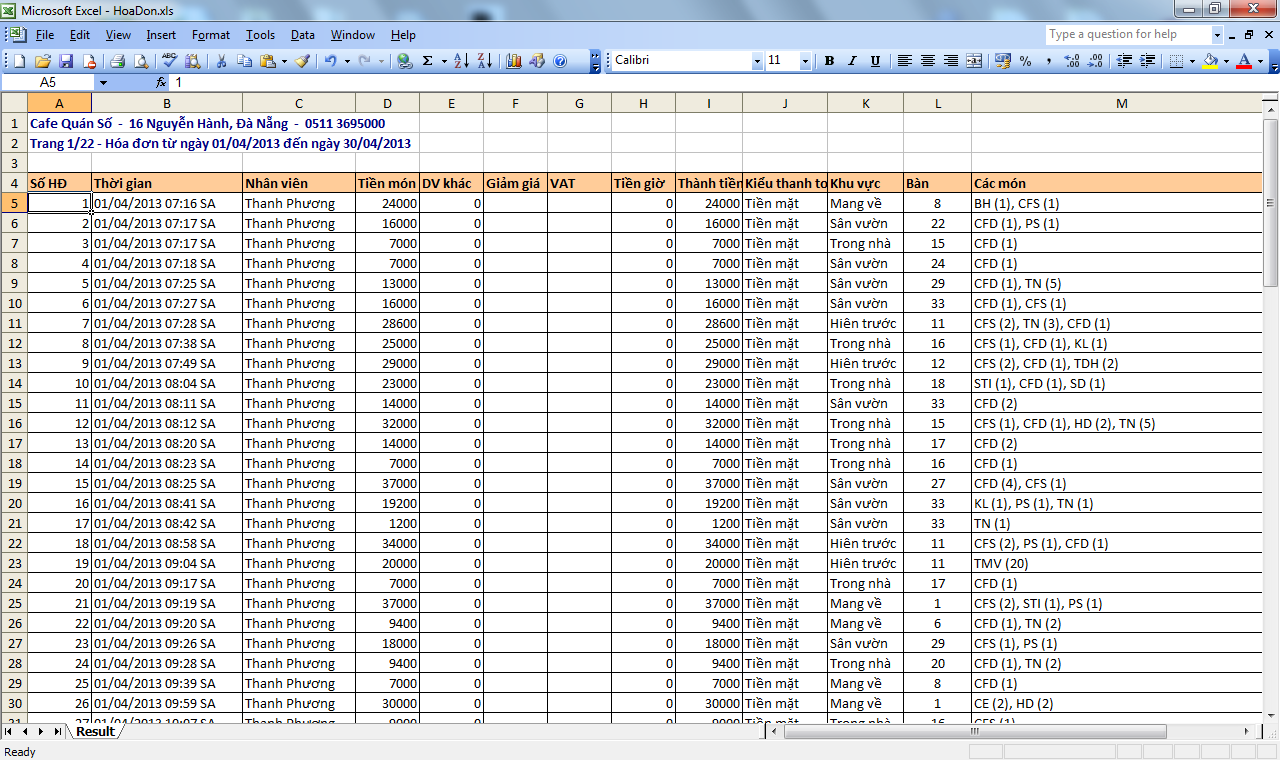 Microsoft Excel - HoaDon.xls
File Edit View Insert Format Tools Data Window Help Type a question for help
Calibri 11 B I U
A5 fx 1
A B C D E F G H I J K L M
1 Cafe Quán Số - 16 Nguyễn Hành, Đà Nẵng - 0511 3695000
2 Trang 1/22 - Hóa đơn từ ngày 01/04/2013 đến ngày 30/04/2013
3
4 Số HĐ Thời gian Nhân viên Tiền món DV khác Giảm giá VAT Tiền giờ Thành tiền Kiểu thanh to Khu vực Bàn Các món
5 1 01/04/2013 07:16 SA Thanh Phương 24000 0 0 24000 Tiền mặt Mang về 8 BH (1), CFS (1)
6 2 01/04/2013 07:17 SA Thanh Phương 16000 0 0 16000 Tiền mặt Sân vườn 22 CFD (1), PS (1)
7 3 01/04/2013 07:17 SA Thanh Phương 7000 0 0 7000 Tiền mặt Trong nhà 15 CFD (1)
8 4 01/04/2013 07:18 SA Thanh Phương 7000 0 0 7000 Tiền mặt Sân vườn 24 CFD (1)
9 5 01/04/2013 07:25 SA Thanh Phương 13000 0 0 13000 Tiền mặt Sân vườn 29 CFD (1), TN (5)
10 6 01/04/2013 07:27 SA Thanh Phương 16000 0 0 16000 Tiền mặt Sân vườn 33 CFD (1), CFS (1)
11 7 01/04/2013 07:28 SA Thanh Phương 28600 0 0 28600 Tiền mặt Hiên trước 11 CFS (2), TN (3), CFD (1)
12 8 01/04/2013 07:38 SA Thanh Phương 25000 0 0 25000 Tiền mặt Trong nhà 16 CFS (1), CFD (1), KL (1)
13 9 01/04/2013 07:49 SA Thanh Phương 29000 0 0 29000 Tiền mặt Hiên trước 12 CFS (2), CFD (1), TDH (2)
14 10 01/04/2013 08:04 SA Thanh Phương 23000 0 0 23000 Tiền mặt Trong nhà 18 STI (1), CFD (1), SD (1)
15 11 01/04/2013 08:11 SA Thanh Phương 14000 0 0 14000 Tiền mặt Sân vườn 33 CFD (2)
16 12 01/04/2013 08:12 SA Thanh Phương 32000 0 0 32000 Tiền mặt Trong nhà 15 CFS (1), CFD (1), HD (2), TN (5)
17 13 01/04/2013 08:20 SA Thanh Phương 14000 0 0 14000 Tiền mặt Trong nhà 17 CFD (2)
18 14 01/04/2013 08:23 SA Thanh Phương 7000 0 0 7000 Tiền mặt Trong nhà 16 CFD (1)
19 15 01/04/2013 08:25 SA Thanh Phương 37000 0 0 37000 Tiền mặt Sân vườn 27 CFD (4), CFS (1)
20 16 01/04/2013 08:41 SA Thanh Phương 19200 0 0 19200 Tiền mặt Sân vườn 33 KL (1), PS (1), TN (1)
21 17 01/04/2013 08:42 SA Thanh Phương 1200 0 0 1200 Tiền mặt Sân vườn 33 TN (1)
22 18 01/04/2013 08:58 SA Thanh Phương 34000 0 0 34000 Tiền mặt Hiên trước 11 CFS (2), PS (1), CFD (1)
23 19 01/04/2013 09:04 SA Thanh Phương 20000 0 0 20000 Tiền mặt Hiên trước 11 TMV (20)
24 20 01/04/2013 09:17 SA Thanh Phương 7000 0 0 7000 Tiền mặt Trong nhà 17 CFD (1)
25 21 01/04/2013 09:19 SA Thanh Phương 37000 0 0 37000 Tiền mặt Mang về 1 CFS (2), STI (1), PS (1)
26 22 01/04/2013 09:20 SA Thanh Phương 9400 0 0 9400 Tiền mặt Mang về 6 CFD (1), TN (2)
27 23 01/04/2013 09:26 SA Thanh Phương 18000 0 0 18000 Tiền mặt Sân vườn 29 CFS (1), PS (1)
28 24 01/04/2013 09:28 SA Thanh Phương 9400 0 0 9400 Tiền mặt Trong nhà 20 CFD (1), TN (2)
29 25 01/04/2013 09:39 SA Thanh Phương 7000 0 0 7000 Tiền mặt Mang về 8 CFD (1)
30 26 01/04/2013 09:59 SA Thanh Phương 30000 0 0 30000 Tiền mặt Mang về 1 CE (2), HD (2)
31 27 01/04/2013 10:07 SA Thanh Phương 9000 0 0 9000 Tiền mặt Trong nhà 16 CFS (1)
Result
Ready